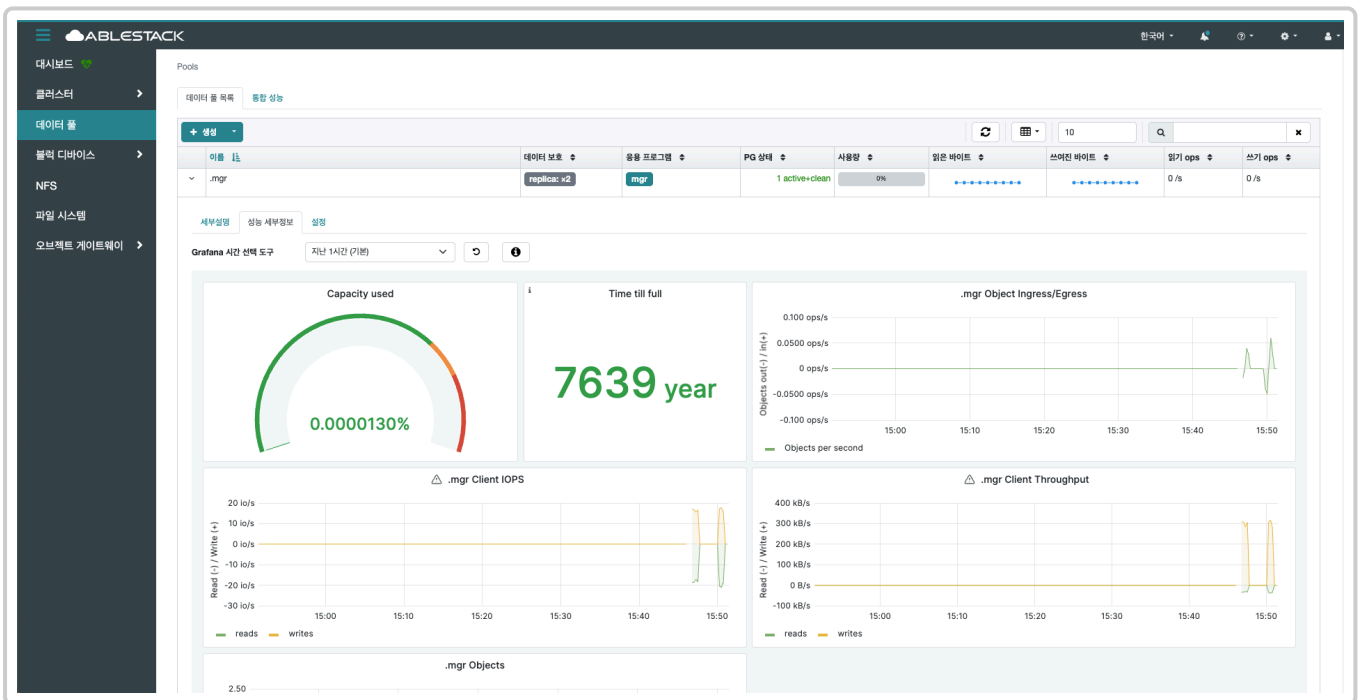 ABLESTACK
한국어
대시보드
클러스터
데이터 풀
블럭 디바이스
NFS
파일 시스템
오브젝트 게이트웨이
Pools
데이터 풀 목록 통합 성능
+ 생성
10
이름 데이터 보호 응용 프로그램 PG 상태 사용량 읽은 바이트 쓰여진 바이트 읽기 ops 쓰기 ops
.mgr replica: ×2 mgr 1 active+clean 0% 0 /s 0 /s
세부설명 성능 세부정보 설정
Grafana 시간 선택 도구 지난 1시간 (기본)
Capacity used
0.0000130%
Time till full
7639 year
.mgr Object Ingress/Egress
Objects out(-) / in(+)
0.100 ops/s
0.0500 ops/s
0 ops/s
-0.0500 ops/s
-0.100 ops/s
15:00 15:10 15:20 15:30 15:40 15:50
Objects per second
.mgr Client IOPS
Read (-) / Write (+)
20 io/s
10 io/s
0 io/s
-10 io/s
-20 io/s
-30 io/s
15:00 15:10 15:20 15:30 15:40 15:50
reads writes
.mgr Client Throughput
Read (-) / Write (+)
400 kB/s
300 kB/s
200 kB/s
100 kB/s
0 B/s
-100 kB/s
15:00 15:10 15:20 15:30 15:40 15:50
reads writes
.mgr Objects
2.50